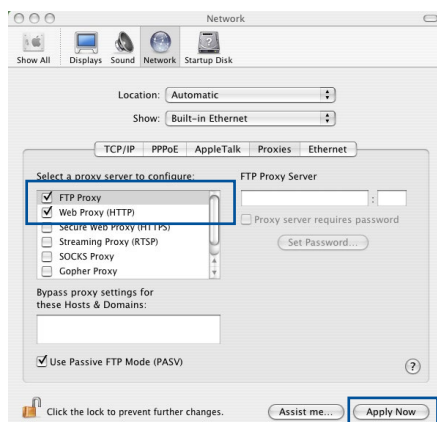 Network
Show All Displays Sound Network Startup Disk
Location: Automatic
Show: Built-in Ethernet
TCP/IP PPPoE AppleTalk Proxies Ethernet
Select a proxy server to configure: FTP Proxy Server
FTP Proxy
Web Proxy (HTTP)
:
Secure Web Proxy (HTTPS)
Proxy server requires password
Streaming Proxy (RTSP)
Set Password...
SOCKS Proxy
Gopher Proxy
Bypass proxy settings for
these Hosts & Domains:
Use Passive FTP Mode (PASV)
?
Click the lock to prevent further changes. Assist me... Apply Now